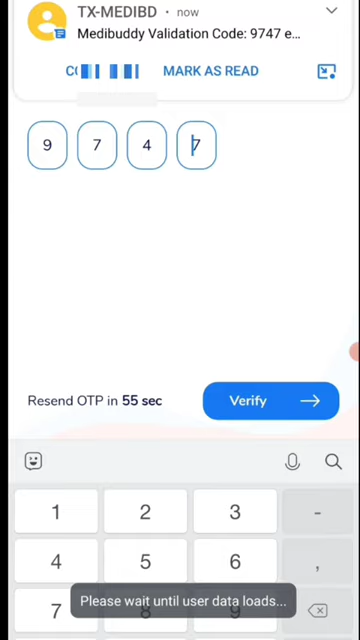 TX-MEDIBD • now
Medibuddy Validation Code: 9747 e...
MARK AS READ
9 7 4 7
Resend OTP in 55 sec
Verify
1 2 3 -
4 5 6 ,
Please wait until user data loads...
7 8 9